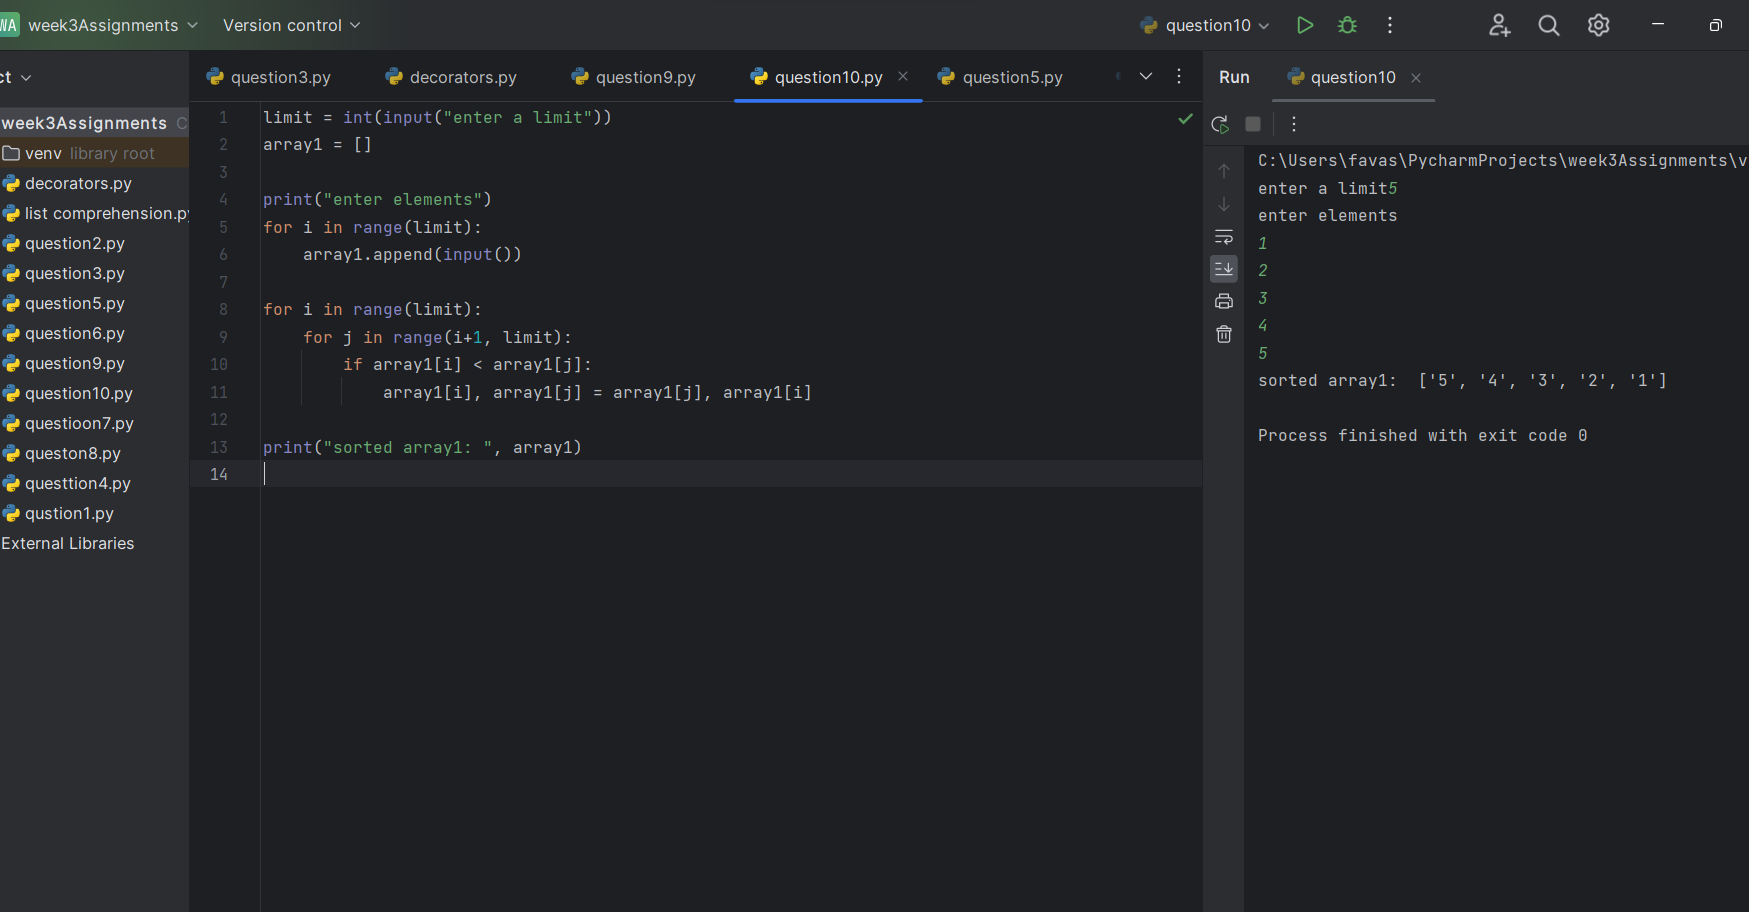 WA week3Assignments Version control question10
ct question3.py decorators.py question9.py question10.py question5.py Run question10
week3Assignments C
venv library root
decorators.py
list comprehension.py
question2.py
question3.py
question5.py
question6.py
question9.py
question10.py
questioon7.py
queston8.py
questtion4.py
qustion1.py
External Libraries
1 limit = int(input("enter a limit"))
2 array1 = []
3
4 print("enter elements")
5 for i in range(limit):
6     array1.append(input())
7
8 for i in range(limit):
9     for j in range(i+1, limit):
10         if array1[i] < array1[j]:
11             array1[i], array1[j] = array1[j], array1[i]
12
13 print("sorted array1: ", array1)
14
C:\Users\favas\PycharmProjects\week3Assignments\v
enter a limit5
enter elements
1
2
3
4
5
sorted array1:  ['5', '4', '3', '2', '1']
Process finished with exit code 0